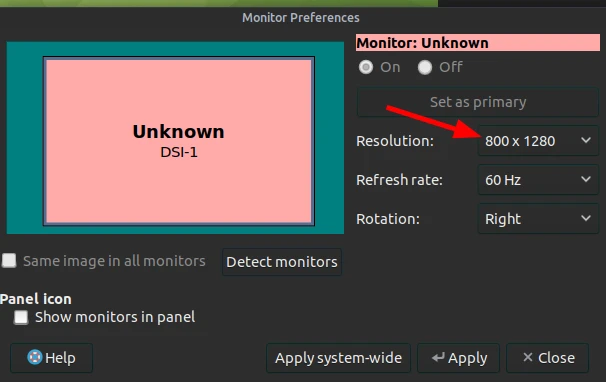 Monitor Preferences
Unknown
DSI-1
Monitor: Unknown
On Off
Set as primary
Resolution: 800 x 1280
Refresh rate: 60 Hz
Rotation: Right
Same image in all monitors Detect monitors
Panel icon
Show monitors in panel
Help Apply system-wide Apply Close